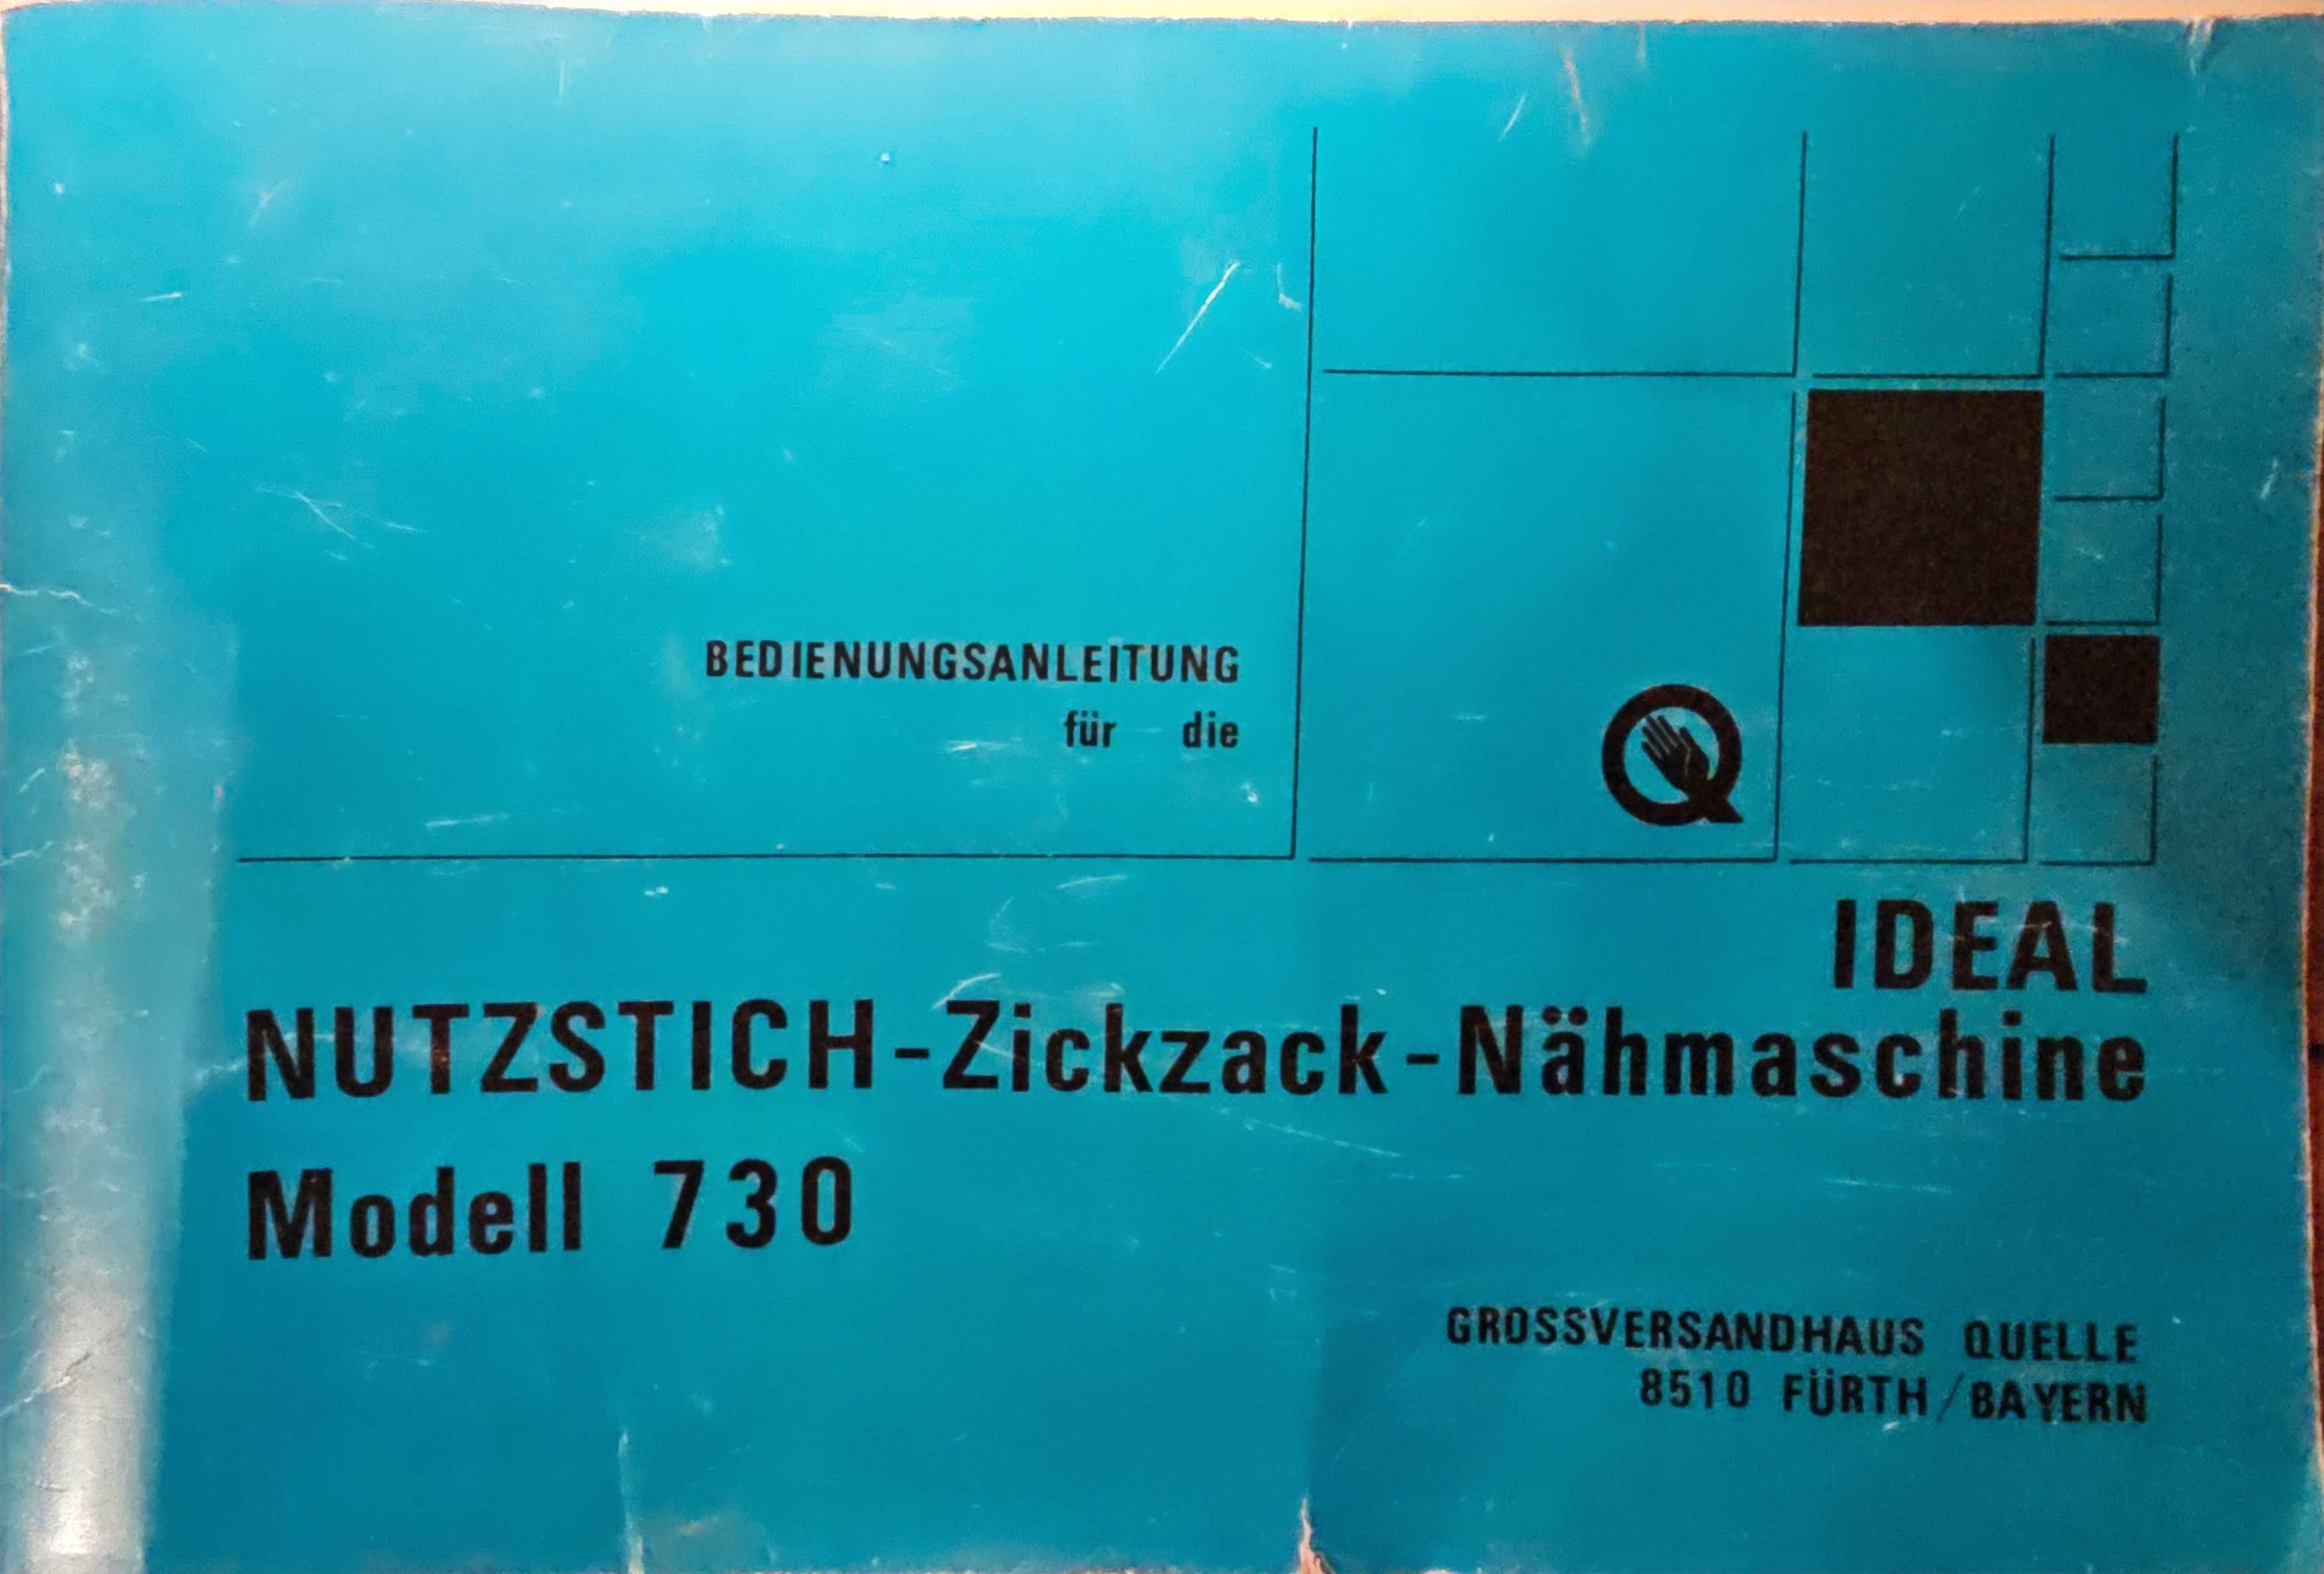 BEDIENUNGSANLEITUNG
für die
IDEAL
NUTZSTICH-Zickzack-Nähmaschine
Modell 730
GROSSVERSANDHAUS QUELLE
8510 FÜRTH/BAYERN